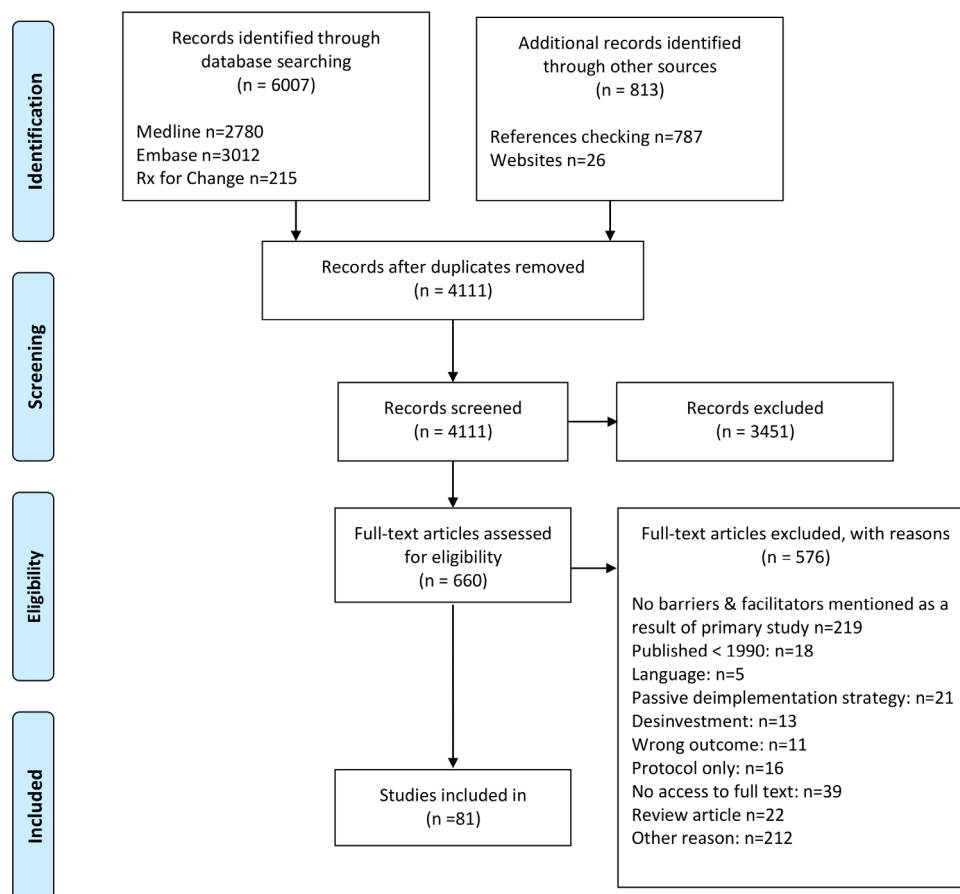 Identification
Records identified through
database searching
(n = 6007)
Medline n=2780
Embase n=3012
Rx for Change n=215
Additional records identified
through other sources
(n = 813)
References checking n=787
Websites n=26
Records after duplicates removed
(n = 4111)
Screening
Records screened
(n = 4111)
Records excluded
(n = 3451)
Eligibility
Full-text articles assessed
for eligibility
(n = 660)
Full-text articles excluded, with reasons
(n = 576)
No barriers & facilitators mentioned as a
result of primary study n=219
Published < 1990: n=18
Language: n=5
Passive deimplementation strategy: n=21
Desinvestment: n=13
Wrong outcome: n=11
Protocol only: n=16
No access to full text: n=39
Review article n=22
Other reason: n=212
Included
Studies included in
(n =81)